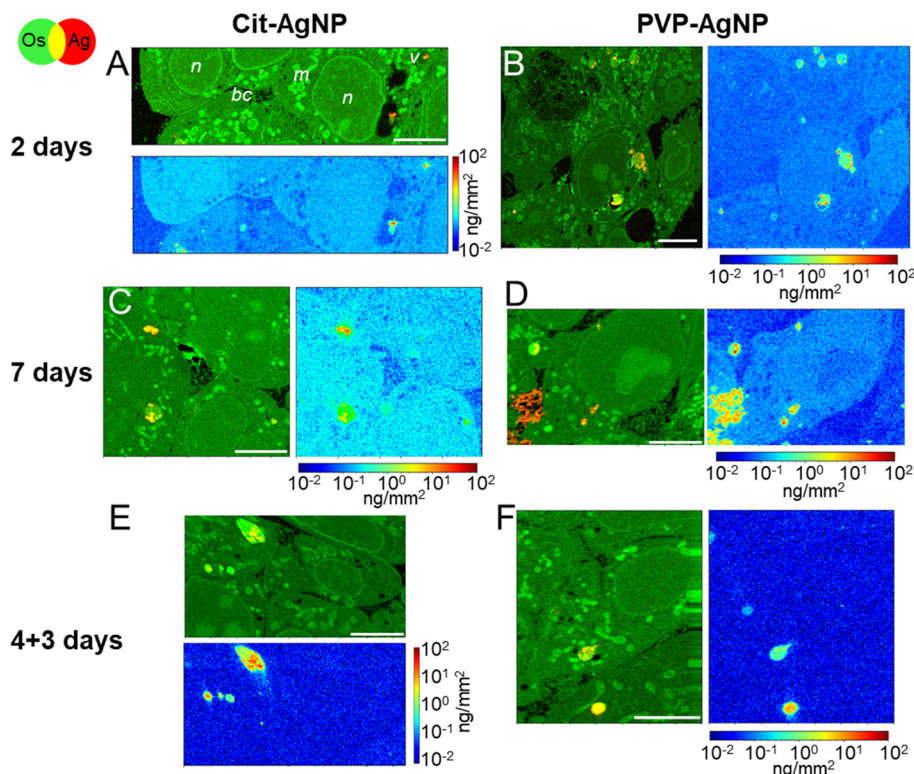 Cit-AgNP PVP-AgNP
Os Ag
A
n
m
v
bc
n
B
2 days
10²
10⁻²
ng/mm²
10⁻² 10⁻¹ 10⁰ 10¹ 10²
ng/mm²
C
D
7 days
10⁻² 10⁻¹ 10⁰ 10¹ 10²
ng/mm²
10⁻² 10⁻¹ 10⁰ 10¹ 10²
ng/mm²
E
F
4+3 days
10²
10¹
10⁰
10⁻¹
10⁻²
ng/mm²
10⁻² 10⁻¹ 10⁰ 10¹ 10²
ng/mm²